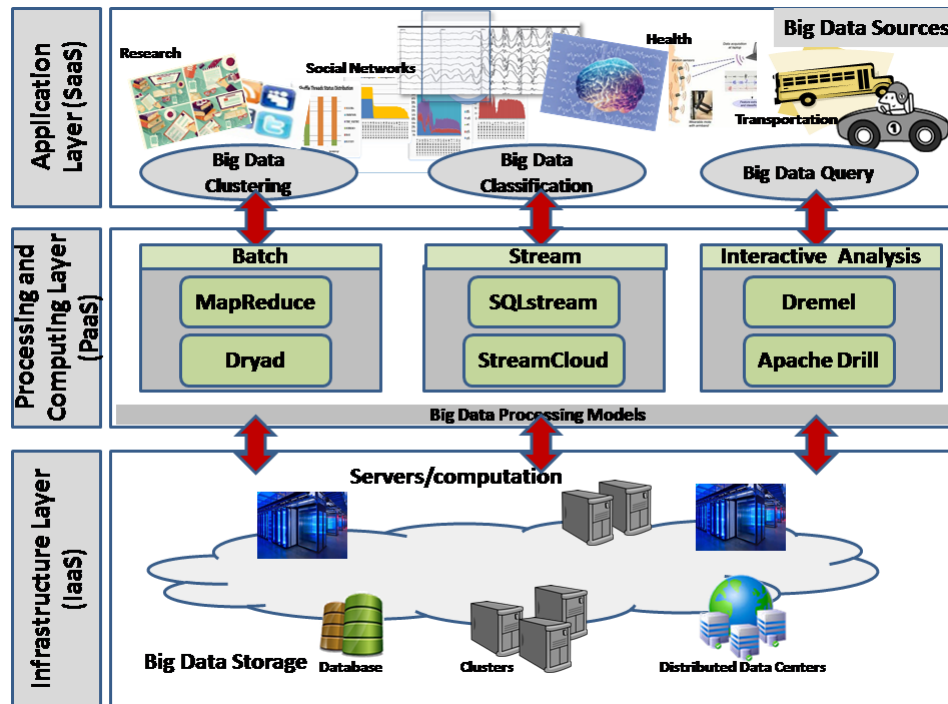 Application
Layer (SaaS)
Big Data Sources
Research
Social Networks
Health
Transportation
1
Big Data
Clustering
Big Data
Classification
Big Data Query
Processing and
Computing Layer
(PaaS)
Batch
MapReduce
Dryad
Stream
SQLstream
StreamCloud
Interactive Analysis
Dremel
Apache Drill
Big Data Processing Models
Infrastructure Layer
(IaaS)
Servers/computation
Big Data Storage
Database
Clusters
Distributed Data Centers